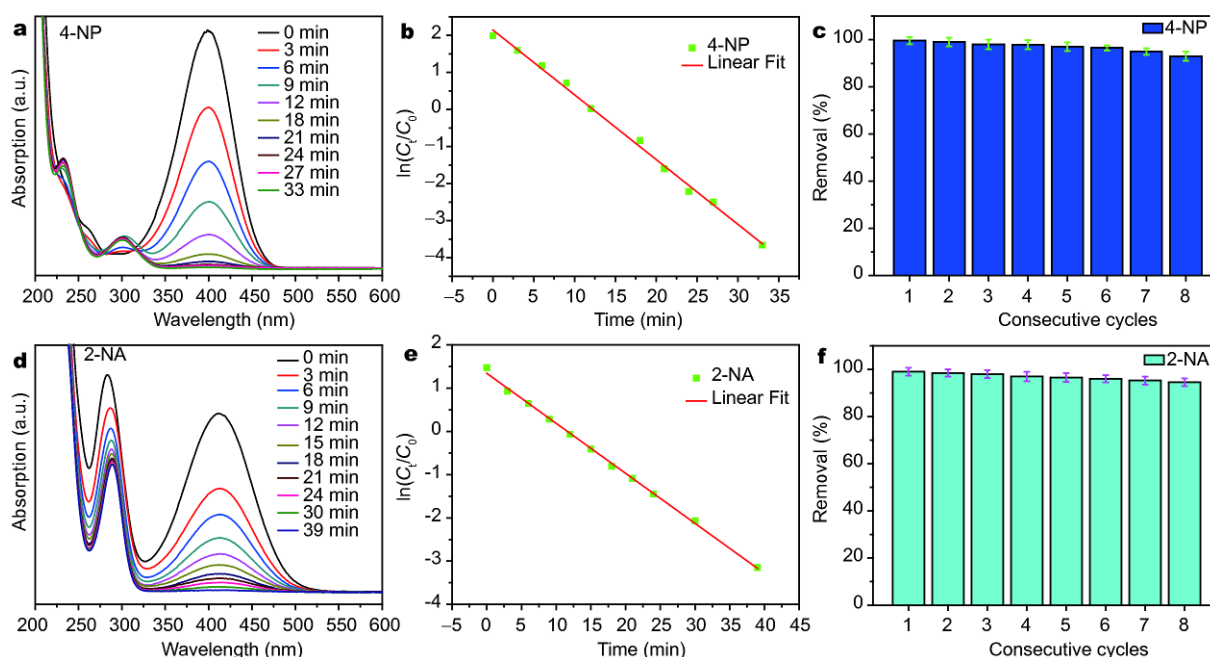 a
4-NP
0 min
3 min
6 min
9 min
12 min
18 min
21 min
24 min
27 min
33 min
Absorption (a.u.)
200 250 300 350 400 450 500 550 600
Wavelength (nm)
b
4-NP
Linear Fit
ln(Ct/C0)
2
1
0
−1
−2
−3
−4
−5 0 5 10 15 20 25 30 35
Time (min)
c
4-NP
Removal (%)
100
80
60
40
20
0
1 2 3 4 5 6 7 8
Consecutive cycles
d
2-NA
0 min
3 min
6 min
9 min
12 min
15 min
18 min
21 min
24 min
30 min
39 min
Absorption (a.u.)
200 250 300 350 400 450 500 550 600
Wavelength (nm)
e
2-NA
Linear Fit
ln(Ct/C0)
2
1
0
−1
−2
−3
−4
−5 0 5 10 15 20 25 30 35 40 45
Time (min)
f
2-NA
Removal (%)
100
80
60
40
20
0
1 2 3 4 5 6 7 8
Consecutive cycles